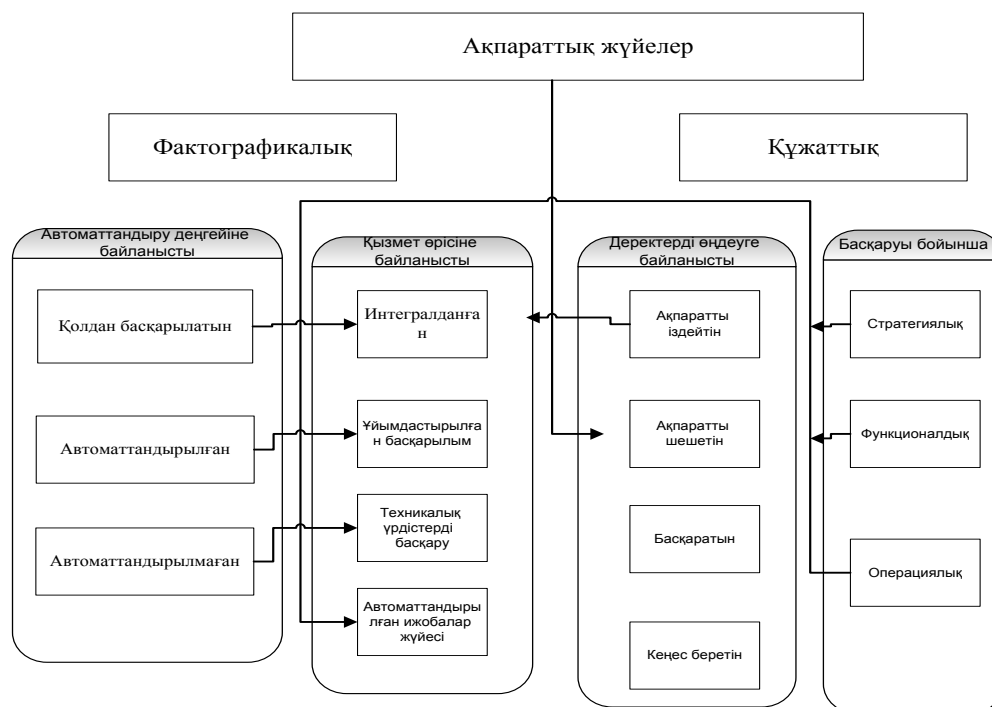 Ақпараттық жүйелер
Фактографикалық
Құжаттық
Автоматтандыру деңгейіне
байланысты
Қолдан басқарылатын
Автоматтандырылған
Автоматтандырылмаған
Қызмет өрісіне
байланысты
Интегралданға
н
Ұйымдастырылға
н басқарылым
Техникалық
үрдістерді
басқару
Автоматтандыры
лған ижобалар
жүйесі
Деректерді өңдеуге
байланысты
Ақпаратты
іздейтін
Ақпаратты
шешетін
Басқаратын
Кеңес беретін
Басқаруы бойынша
Стратегиялық
Функционалдық
Операциялық